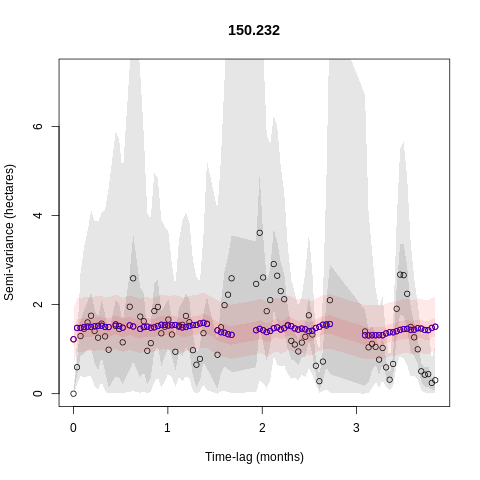 150.232
Semi-variance (hectares)
6
4
2
0
0 1 2 3
Time-lag (months)